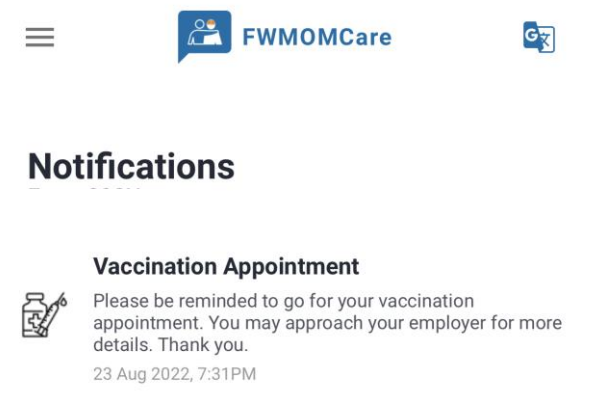 FWMOMCare
Notifications
Vaccination Appointment
Please be reminded to go for your vaccination
appointment. You may approach your employer for more
details. Thank you.
23 Aug 2022, 7:31PM